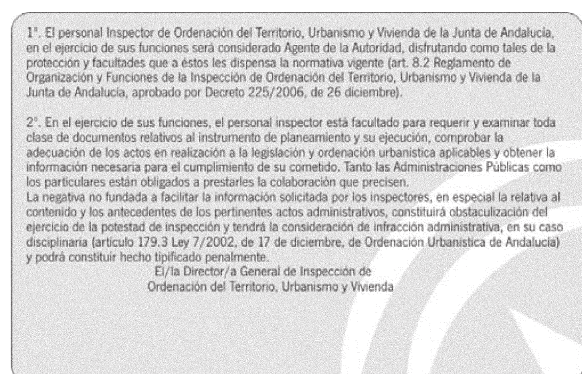 1º. El personal Inspector de Ordenación del Territorio, Urbanismo y Vivienda de la Junta de Andalucía,
en el ejercicio de sus funciones será considerado Agente de la Autoridad, disfrutando como tales de la
protección y facultades que a éstos les dispensa la normativa vigente (art. 8.2 Reglamento de
Organización y Funciones de la Inspección de Ordenación del Territorio, Urbanismo y Vivienda de la
Junta de Andalucía, aprobado por Decreto 225/2006, de 26 diciembre).
2º. En el ejercicio de sus funciones, el personal inspector está facultado para requerir y examinar toda
clase de documentos relativos al instrumento de planeamiento y su ejecución, comprobar la
adecuación de los actos en realización a la legislación y ordenación urbanística aplicables y obtener la
información necesaria para el cumplimiento de su cometido. Tanto las Administraciones Públicas como
los particulares están obligados a prestarles la colaboración que precisen.
La negativa no fundada a facilitar la información solicitada por los inspectores, en especial la relativa al
contenido y los antecedentes de los pertinentes actos administrativos, constituirá obstaculización del
ejercicio de la potestad de inspección y tendrá la consideración de infracción administrativa, en su caso
disciplinaria (artículo 179.3 Ley 7/2002, de 17 de diciembre, de Ordenación Urbanística de Andalucía)
y podrá constituir hecho tipificado penalmente.
El/la Director/a General de Inspección de
Ordenación del Territorio, Urbanismo y Vivienda